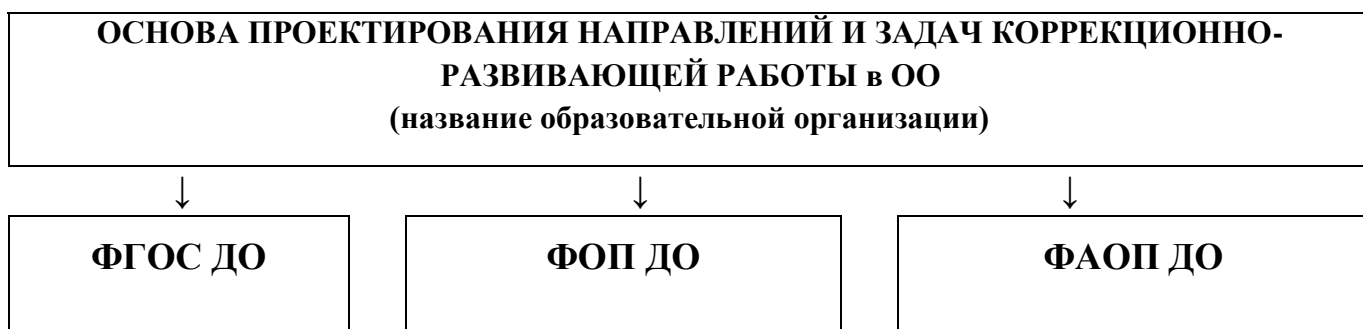 ОСНОВА ПРОЕКТИРОВАНИЯ НАПРАВЛЕНИЙ И ЗАДАЧ КОРРЕКЦИОННО-
РАЗВИВАЮЩЕЙ РАБОТЫ в ОО
(название образовательной организации)
↓ ↓ ↓
ФГОС ДО ФОП ДО ФАОП ДО